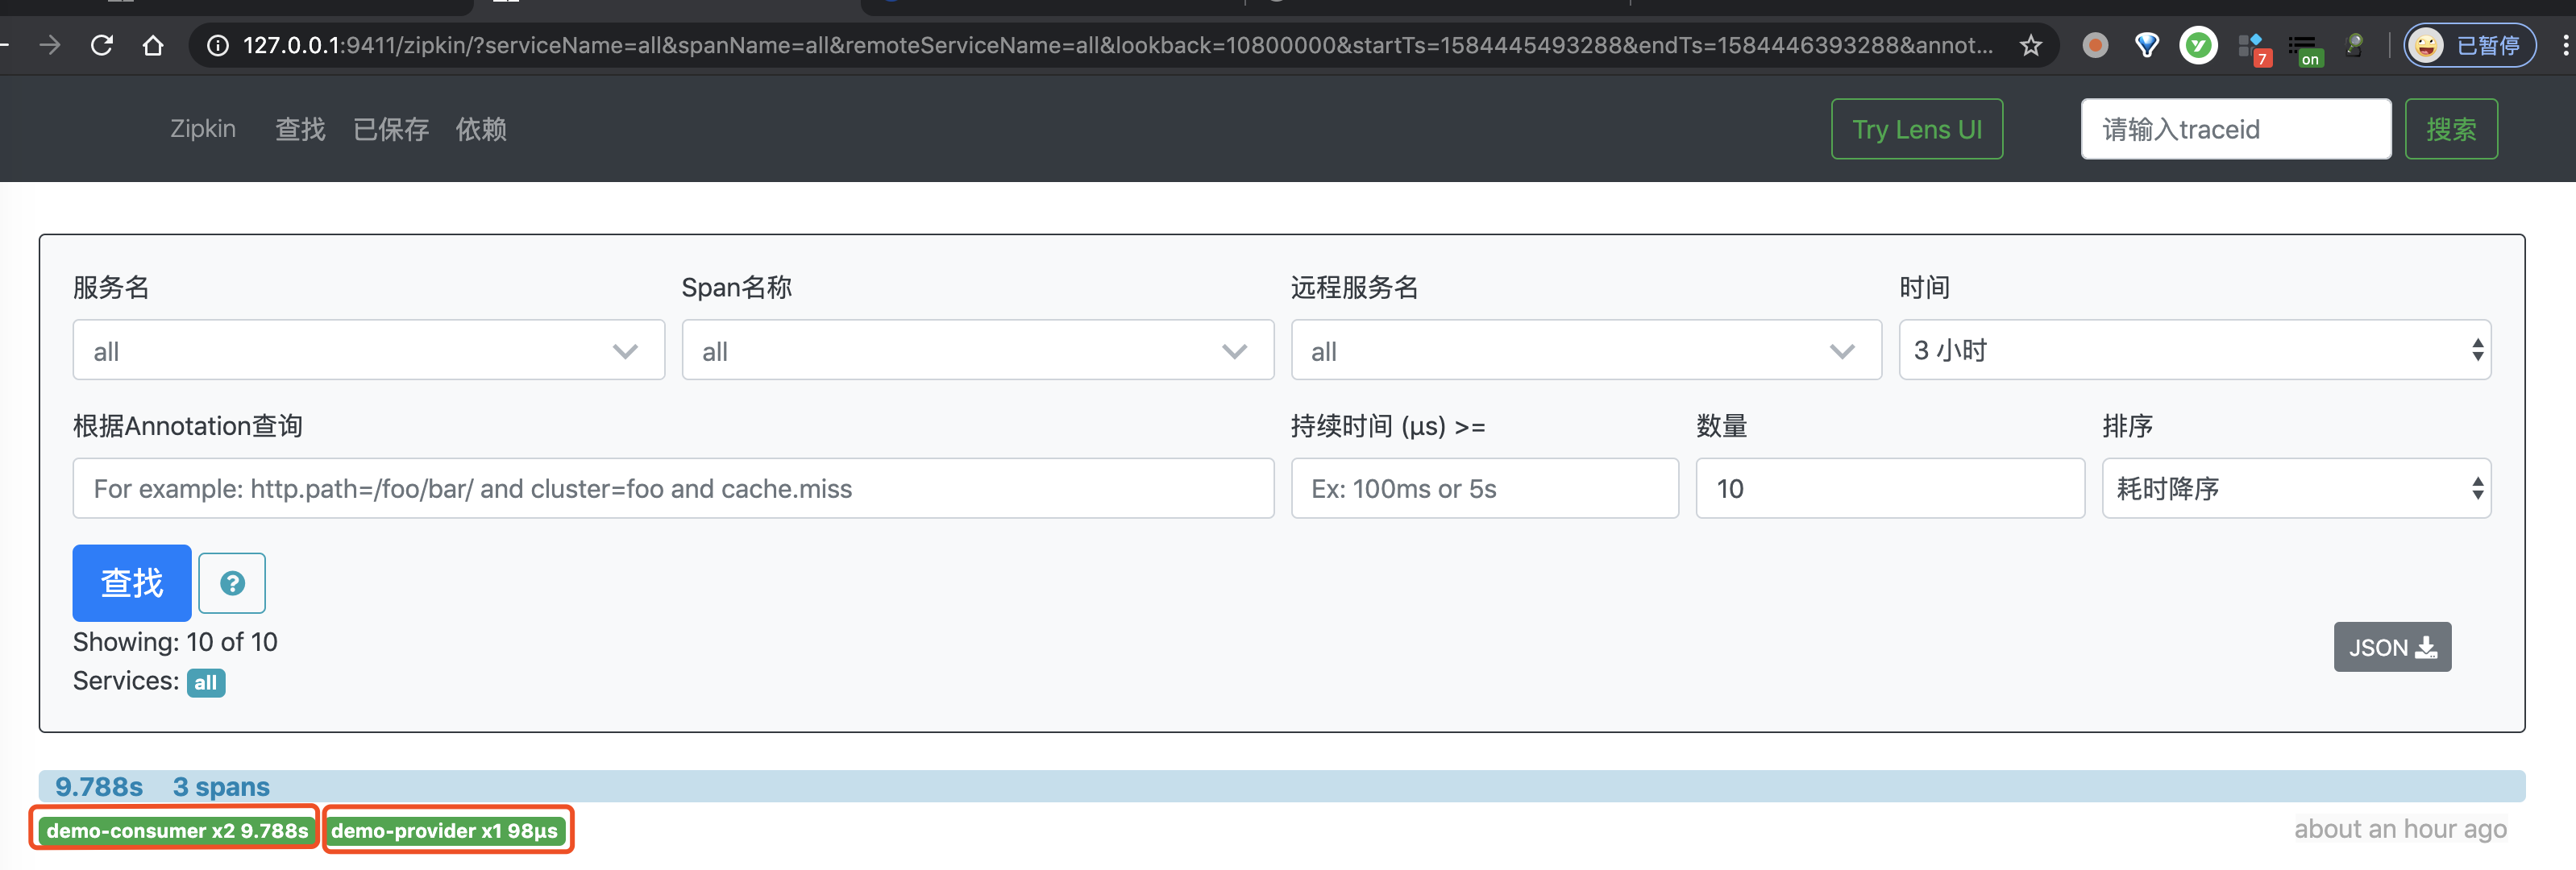 127.0.0.1:9411/zipkin/?serviceName=all&spanName=all&remoteServiceName=all&lookback=10800000&startTs=1584445493288&endTs=1584446393288&annot...
7
on
已暂停
Zipkin 查找 已保存 依赖
Try Lens UI
请输入traceid
搜索
服务名 Span名称 远程服务名 时间
all all all 3 小时
根据Annotation查询 持续时间 (μs) >= 数量 排序
For example: http.path=/foo/bar/ and cluster=foo and cache.miss Ex: 100ms or 5s 10 耗时降序
查找 ?
Showing: 10 of 10
JSON
Services: all
9.788s 3 spans
demo-consumer x2 9.788s demo-provider x1 98μs about an hour ago